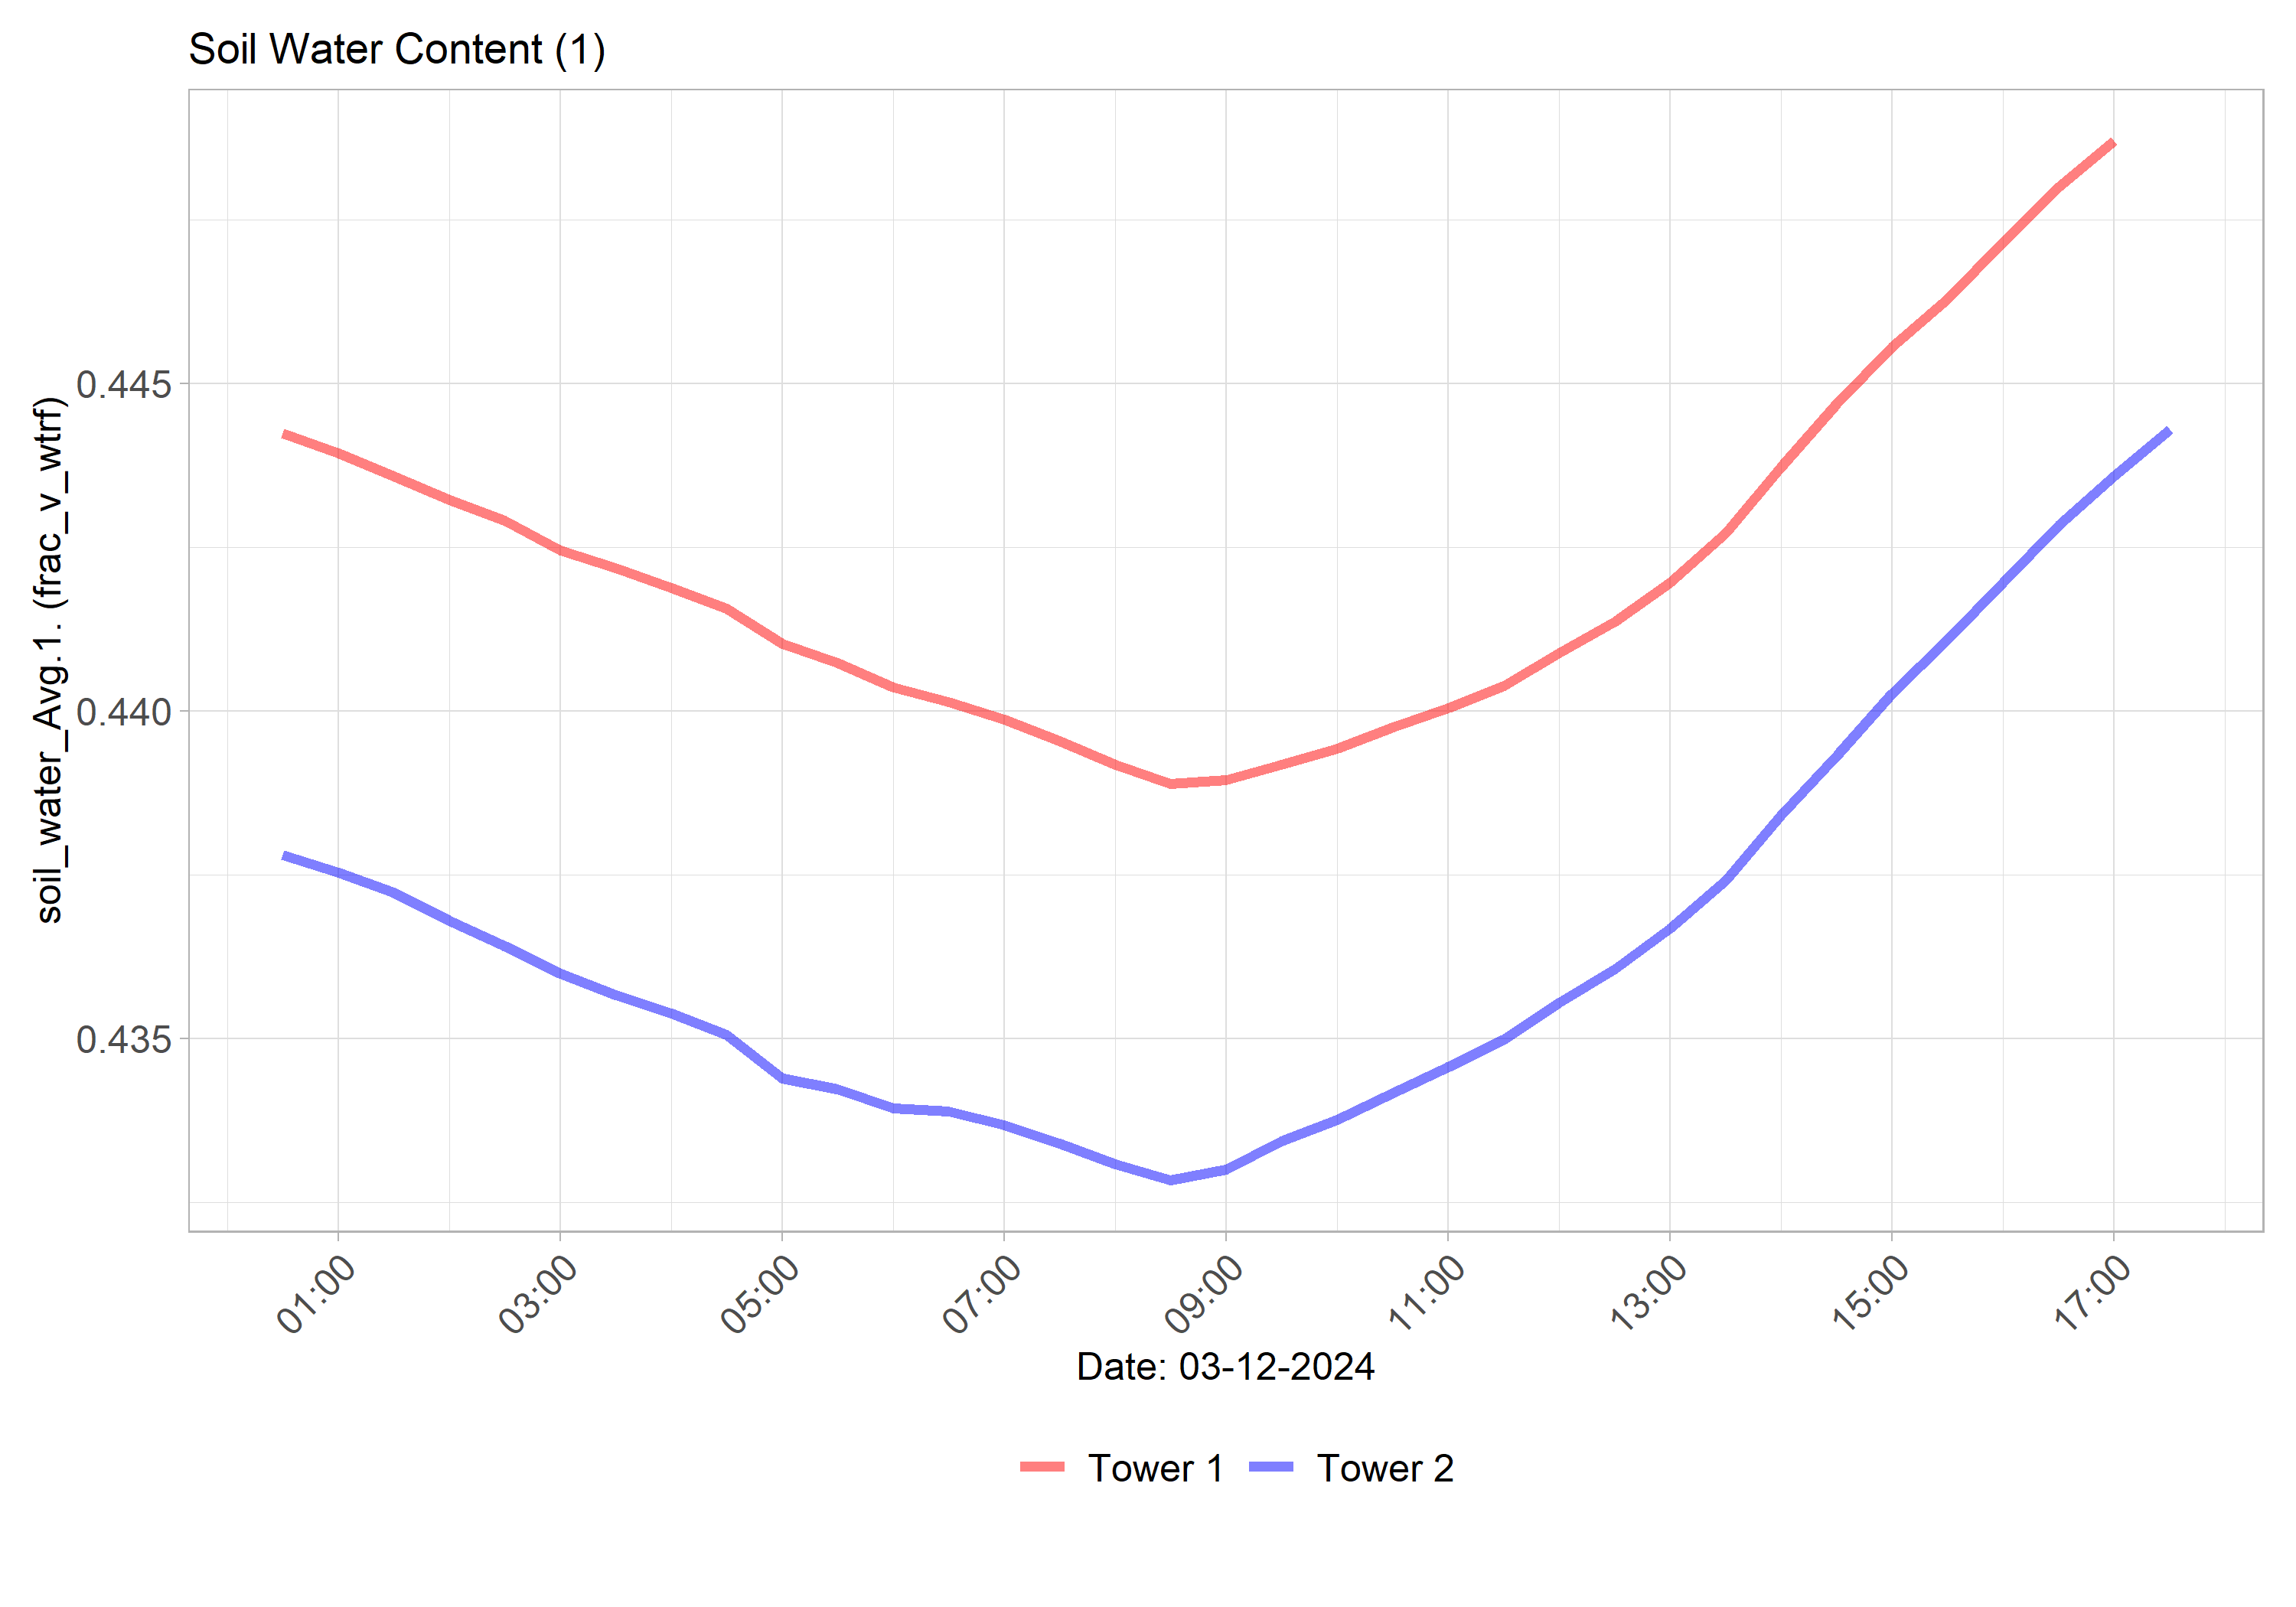 Soil Water Content (1)
soil_water_Avg.1. (frac_v_wtrf)
0.445
0.440
0.435
01:00
03:00
05:00
07:00
09:00
11:00
13:00
15:00
17:00
Date: 03-12-2024
Tower 1
Tower 2